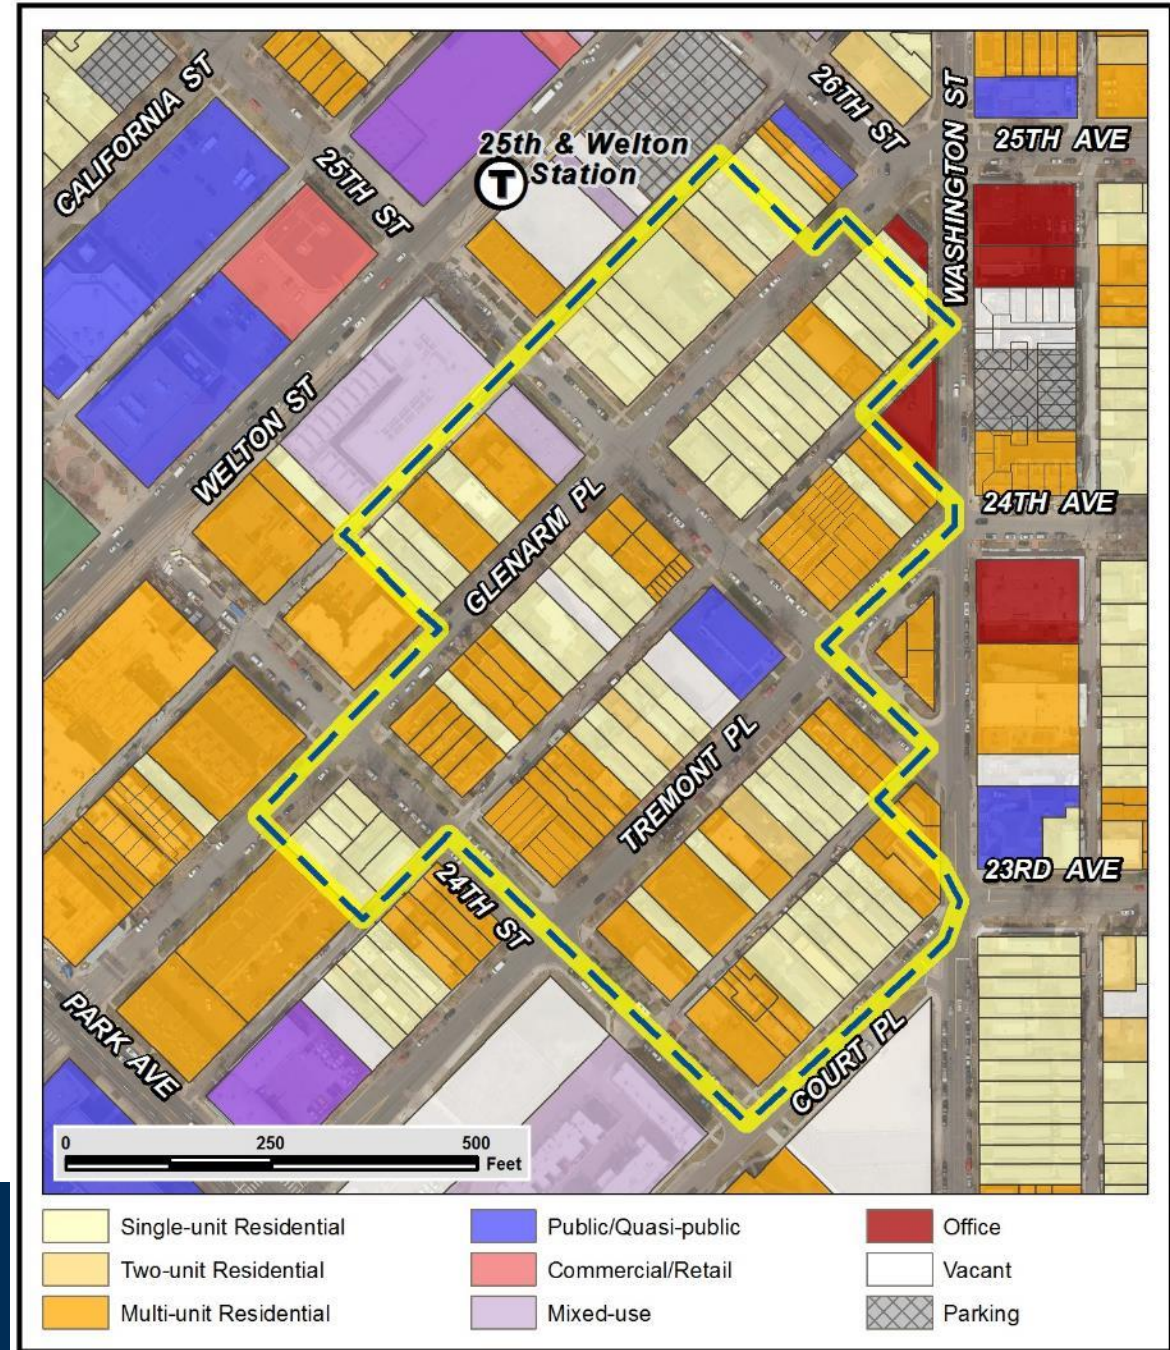 CALIFORNIA ST
25TH ST
25th & Welton
Station
T
26TH ST
WASHINGTON ST
25TH AVE
WELTON ST
GLENARM PL
24TH AVE
TREMONT PL
23RD AVE
24TH ST
PARK AVE
COURT PL
0 250 500
Feet
Single-unit Residential
Two-unit Residential
Multi-unit Residential
Public/Quasi-public
Commercial/Retail
Mixed-use
Office
Vacant
Parking